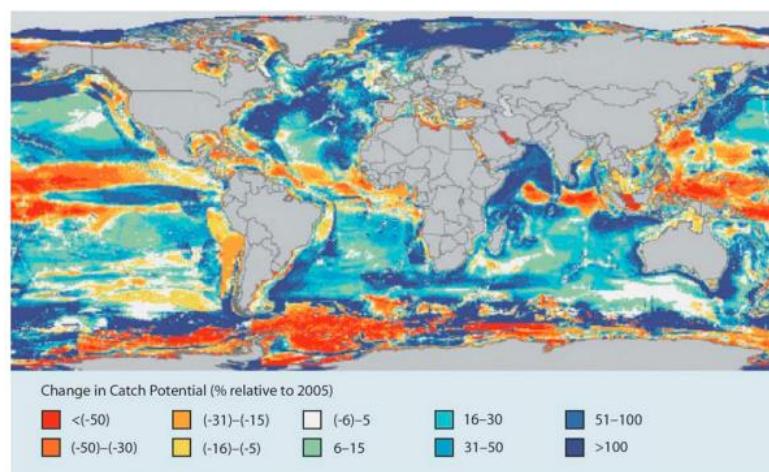 Change in Catch Potential (% relative to 2005)
<(-50) (-31)–(-15) (-6)–5 16–30 51–100
(-50)–(-30) (-16)–(-5) 6–15 31–50 >100